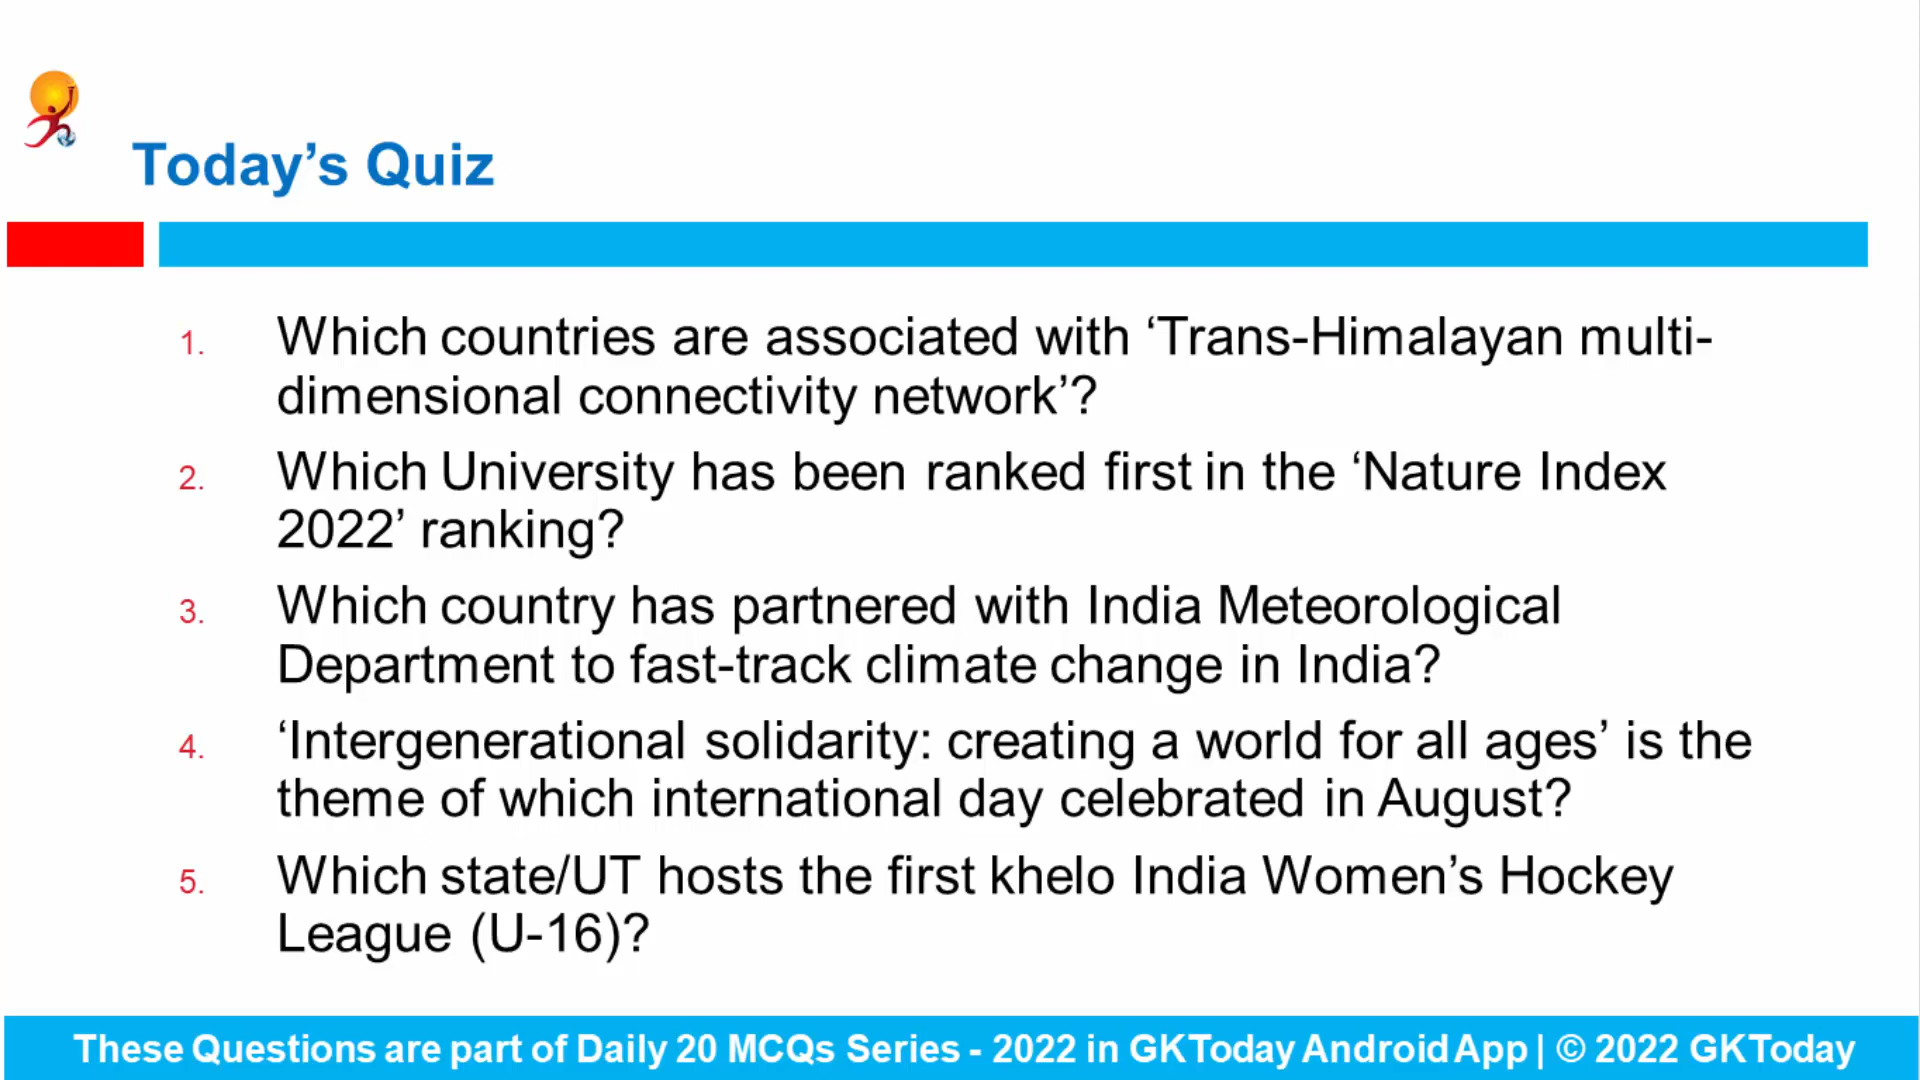 Today’s Quiz
1. Which countries are associated with ‘Trans-Himalayan multi-
dimensional connectivity network’?
2. Which University has been ranked first in the ‘Nature Index
2022’ ranking?
3. Which country has partnered with India Meteorological
Department to fast-track climate change in India?
4. ‘Intergenerational solidarity: creating a world for all ages’ is the
theme of which international day celebrated in August?
5. Which state/UT hosts the first khelo India Women’s Hockey
League (U-16)?
These Questions are part of Daily 20 MCQs Series - 2022 in GKToday Android App | © 2022 GKToday